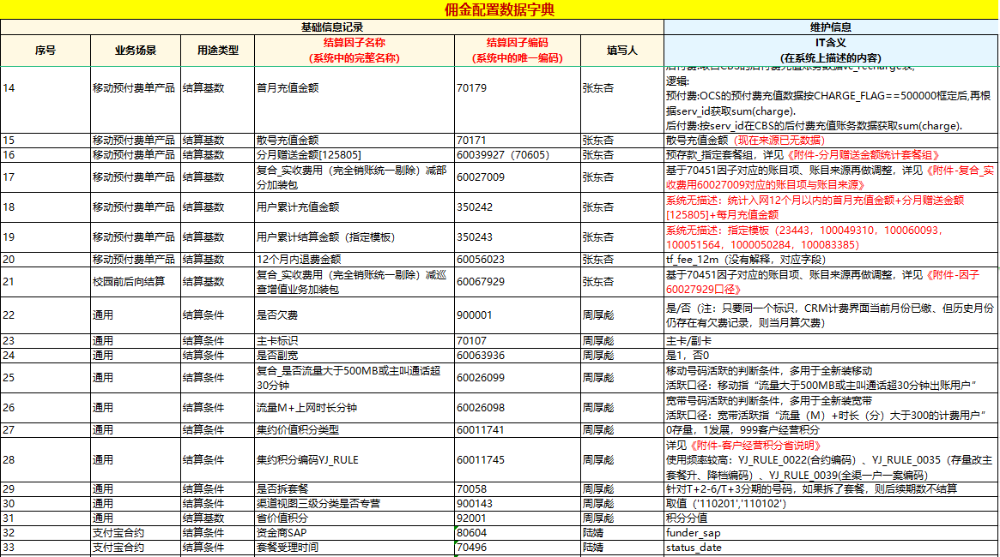 佣金配置数据字典
基础信息记录 维护信息
序号 业务场景 用途类型 结算因子名称 (系统中的完整名称) 结算因子编码 (系统中的唯一编码) 填写人 IT含义 (在系统上描述的内容)
14 移动预付费单产品 结算基数 首月充值金额 70179 张东杏
逻辑:
预付费:OCS的预付费充值数据按CHARGE_FLAG==500000框定后,再根
据serv_id获取sum(charge).
后付费:按serv_id在CBS的后付费充值账务数据获取sum(charge).
15 移动预付费单产品 结算基数 散号充值金额 70171 张东杏 散号充值金额（现在来源已无数据）
16 移动预付费单产品 结算基数 分月赠送金额[125805] 60039927（70605） 张东杏 预存款_指定套餐组，详见《附件-分月赠送金额统计套餐组》
17 移动预付费单产品 结算基数 复合_实收费用（完全销账统一剔除）减部
分加装包 60027009 张东杏 基于70451因子对应的账目项、账目来源再做调整，详见《附件-复合_实
收费用60027009对应的账目项与账目来源》
18 移动预付费单产品 结算基数 用户累计充值金额 350242 张东杏 系统无描述：统计入网12个月以内的首月充值金额+分月赠送金额
[125805]+每月充值金额
19 移动预付费单产品 结算基数 用户累计结算金额（指定模板） 350243 张东杏 系统无描述：指定模板（23443，100049310，100060093，
100051564，1000050284，100083385）
20 移动预付费单产品 结算基数 12个月内退费金额 60056023 张东杏 tf_fee_12m（没有解释，对应字段）
21 校园前后向结算 结算基数 复合_实收费用（完全销账统一剔除）减巡
查增值业务加装包 60067929 张东杏 基于70451因子对应的账目项、账目来源再做调整，详见《附件-因子
60027929口径》
22 通用 结算条件 是否欠费 900001 周厚彪 是/否（注：只要同一个标识，CRM计费界面当前月份已缴、但历史月份
仍存在有欠费记录，则当月算欠费）
23 通用 结算条件 主卡标识 70107 周厚彪 主卡/副卡
24 通用 结算条件 是否副宽 60063936 周厚彪 是1，否0
25 通用 结算条件 复合_是否流量大于500MB或主叫通话超
30分钟 60026099 周厚彪 移动号码活跃的判断条件，多用于全新装移动
活跃口径：移动指“流量大于500MB或主叫通话超30分钟出账用户”
26 通用 结算条件 流量M+上网时长分钟 60026098 周厚彪 宽带号码活跃的判断条件，多用于全新装宽带
活跃口径：宽带活跃指“流量（M）+时长（分）大于300的计费用户”
27 通用 结算条件 集约价值积分类型 60011741 周厚彪 0存量，1发展，999客户经营积分
28 通用 结算条件 集约积分编码YJ_RULE 60011745 周厚彪 详见《附件-客户经营积分省说明》
使用频率较高：YJ_RULE_0022(合约编码）、YJ_RULE_0035（存量改主
套餐升、降档编码）、YJ_RULE_0039(全渠一户一案编码）
29 通用 结算条件 是否拆套餐 70058 周厚彪 针对T+2-6/T+3分期的号码，如果拆了套餐，则后续期数不结算
30 通用 结算条件 渠道视图三级分类是否专营 900143 周厚彪 取值（'110201','110102'）
31 通用 结算基数 省价值积分 92001 周厚彪 积分分值
32 支付宝合约 结算条件 资金商SAP 80604 陆婧 funder_sap
33 支付宝合约 结算条件 套餐受理时间 70496 陆婧 status_date